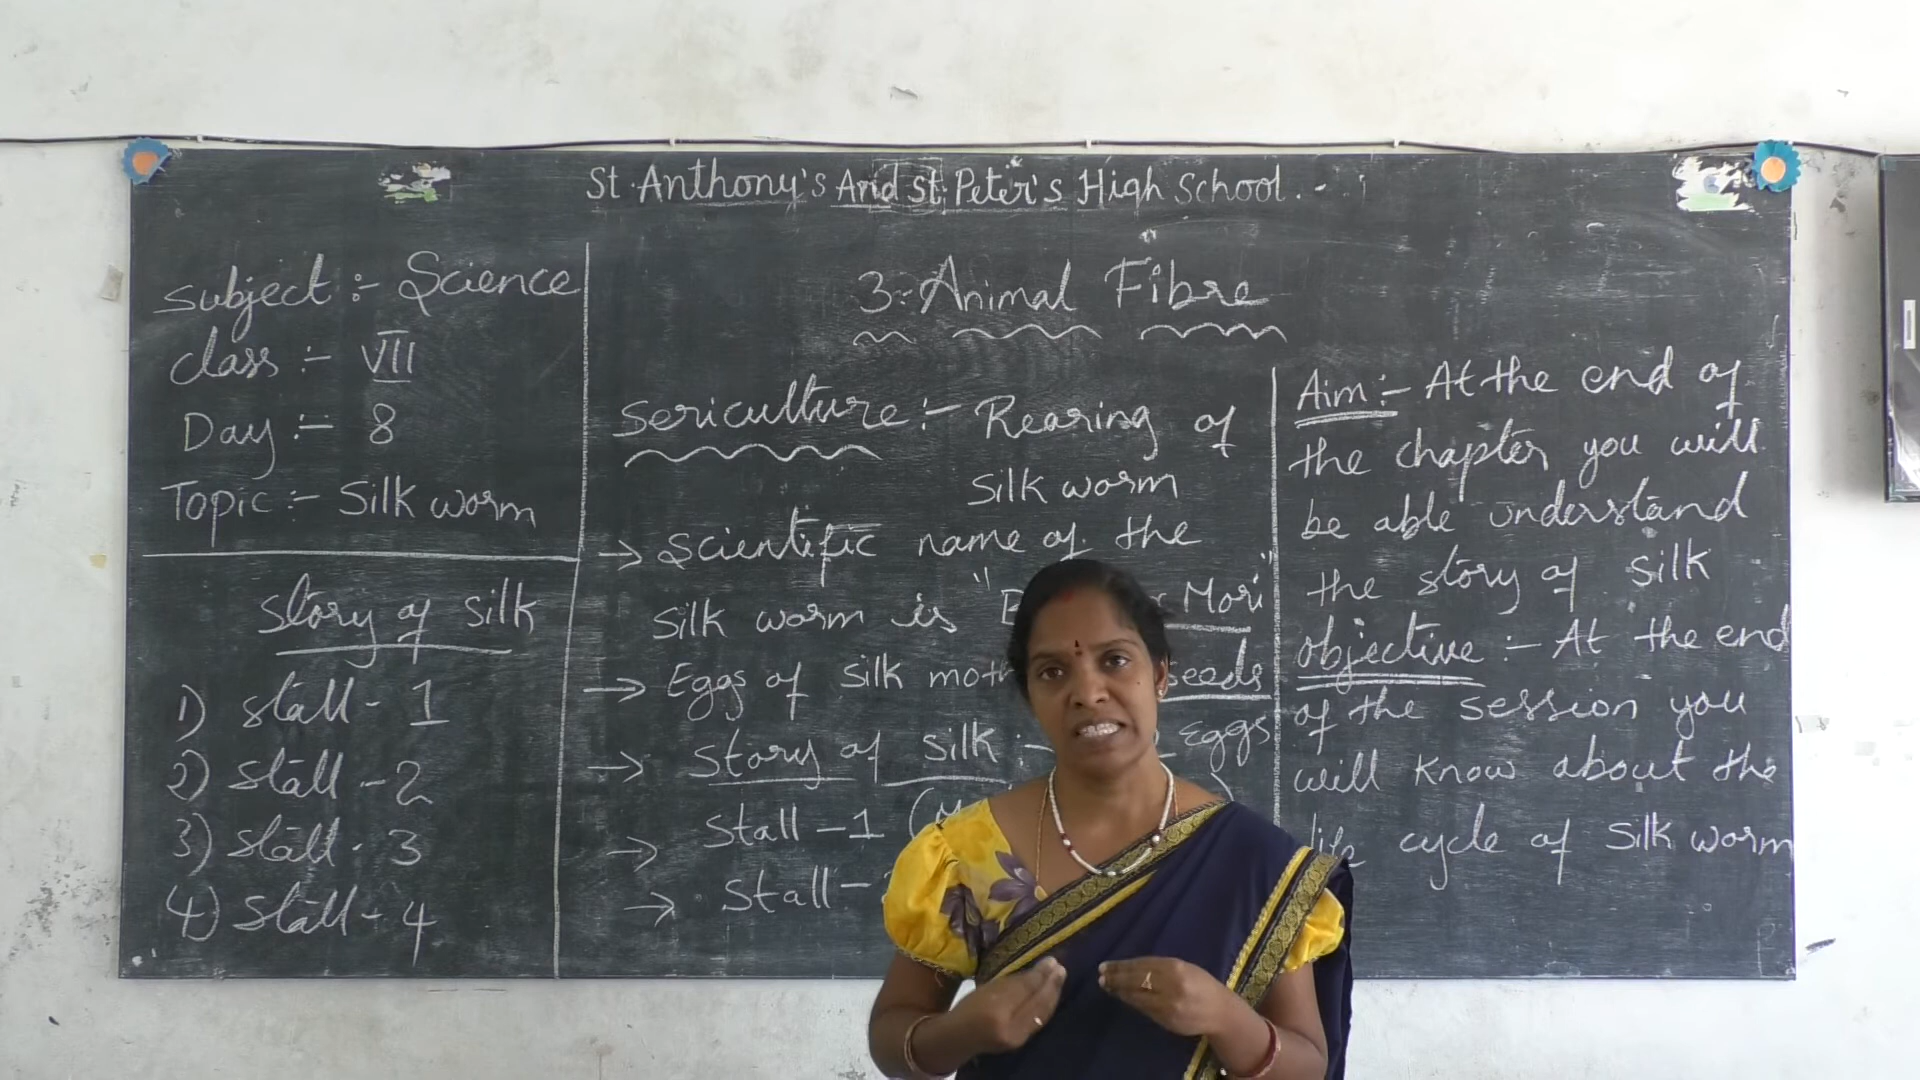 St. Anthony's And St. Peter's High School.
Subject :- Science
class :- VII
Day :- 8
Topic :- Silk worm
Story of silk
1) Stall - 1
2) Stall - 2
3) Stall - 3
4) Stall - 4
3:- Animal Fibre
Sericulture :- Rearing of
Silk worm
→ Scientific name of the
silk worm is " Mori"
→ Eggs of silk seeds
→ Story of silk :- Eggs
→ Stall - 1
→ Stall -
Aim :- At the end of
the chapter you will
be able understand
the story of silk
objective :- At the end
of the session you
will know about the
life cycle of silk worm